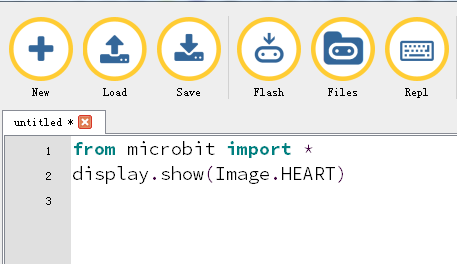 New Load Save Flash Files Repl
untitled *
1 from microbit import *
2 display.show(Image.HEART)
3